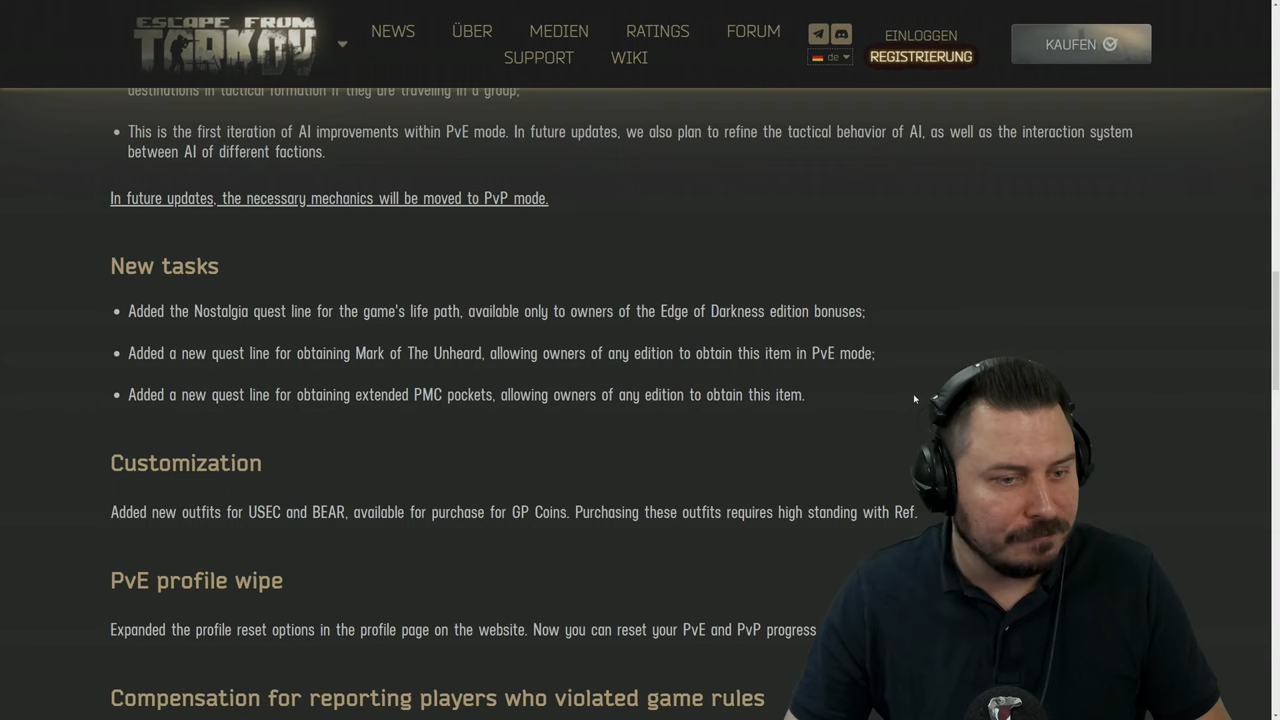 ESCAPE FROM
TARKOV
NEWS
ÜBER
MEDIEN
RATINGS
FORUM
SUPPORT
WIKI
de
EINLOGGEN
REGISTRIERUNG
KAUFEN
destinations in tactical formation if they are traveling in a group;
This is the first iteration of AI improvements within PvE mode. In future updates, we also plan to refine the tactical behavior of AI, as well as the interaction system
between AI of different factions.
In future updates, the necessary mechanics will be moved to PvP mode.
New tasks
Added the Nostalgia quest line for the game's life path, available only to owners of the Edge of Darkness edition bonuses;
Added a new quest line for obtaining Mark of The Unheard, allowing owners of any edition to obtain this item in PvE mode;
Added a new quest line for obtaining extended PMC pockets, allowing owners of any edition to obtain this item.
Customization
Added new outfits for USEC and BEAR, available for purchase for GP Coins. Purchasing these outfits requires high standing with Ref.
PvE profile wipe
Expanded the profile reset options in the profile page on the website. Now you can reset your PvE and PvP progress
Compensation for reporting players who violated game rules